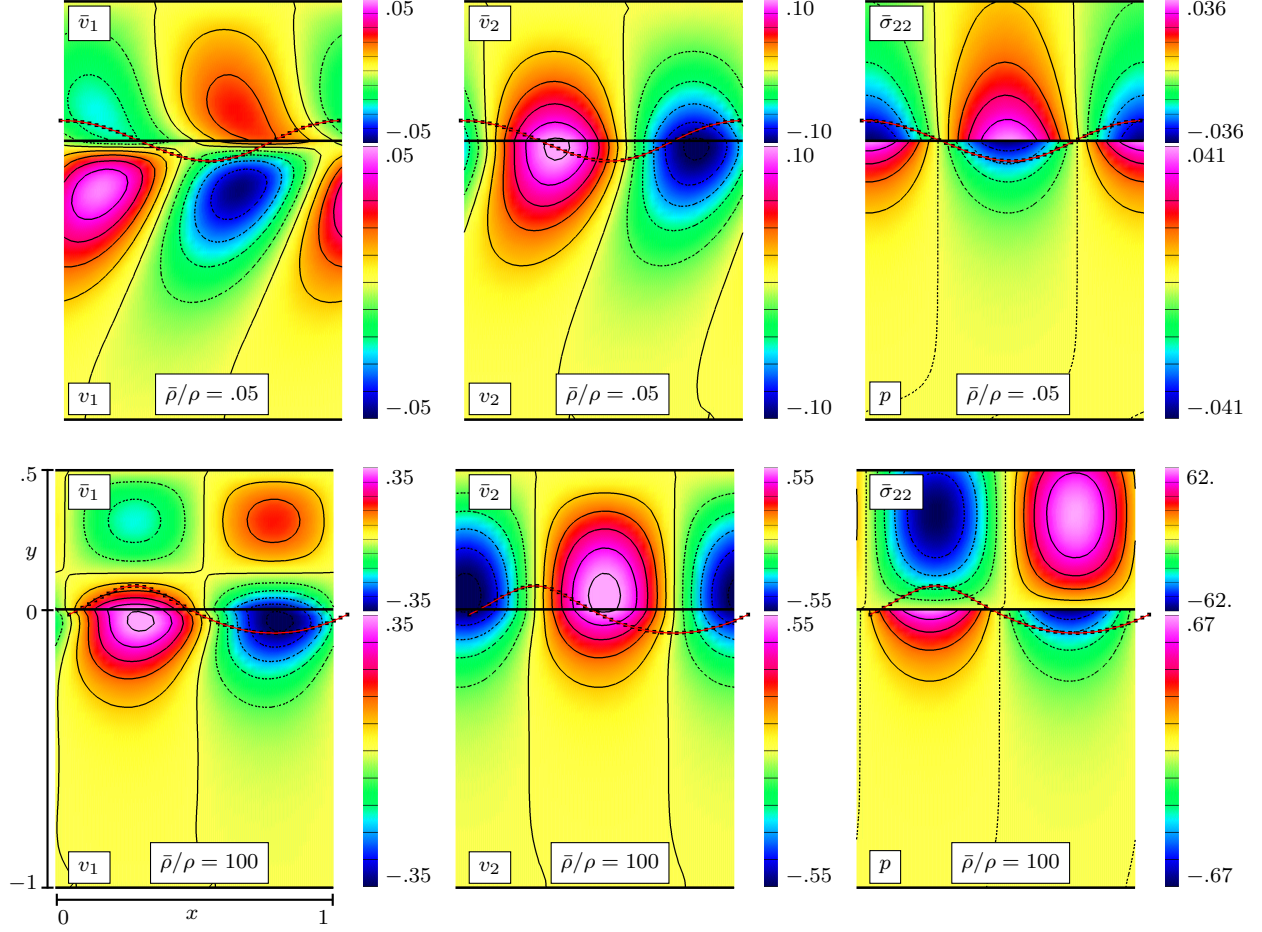 v̄₁
.05
v̄₂
.10
σ̄₂₂
.036
−.05
−.10
−.036
.05
.10
.041
v₁
ρ̄/ρ = .05
−.05
v₂
ρ̄/ρ = .05
−.10
p
ρ̄/ρ = .05
−.041
.5
v̄₁
.35
v̄₂
.55
σ̄₂₂
62.
y
−.35
−.55
−62.
0
.35
.55
.67
v₁
ρ̄/ρ = 100
−.35
v₂
ρ̄/ρ = 100
−.55
p
ρ̄/ρ = 100
−.67
−1
0
x
1